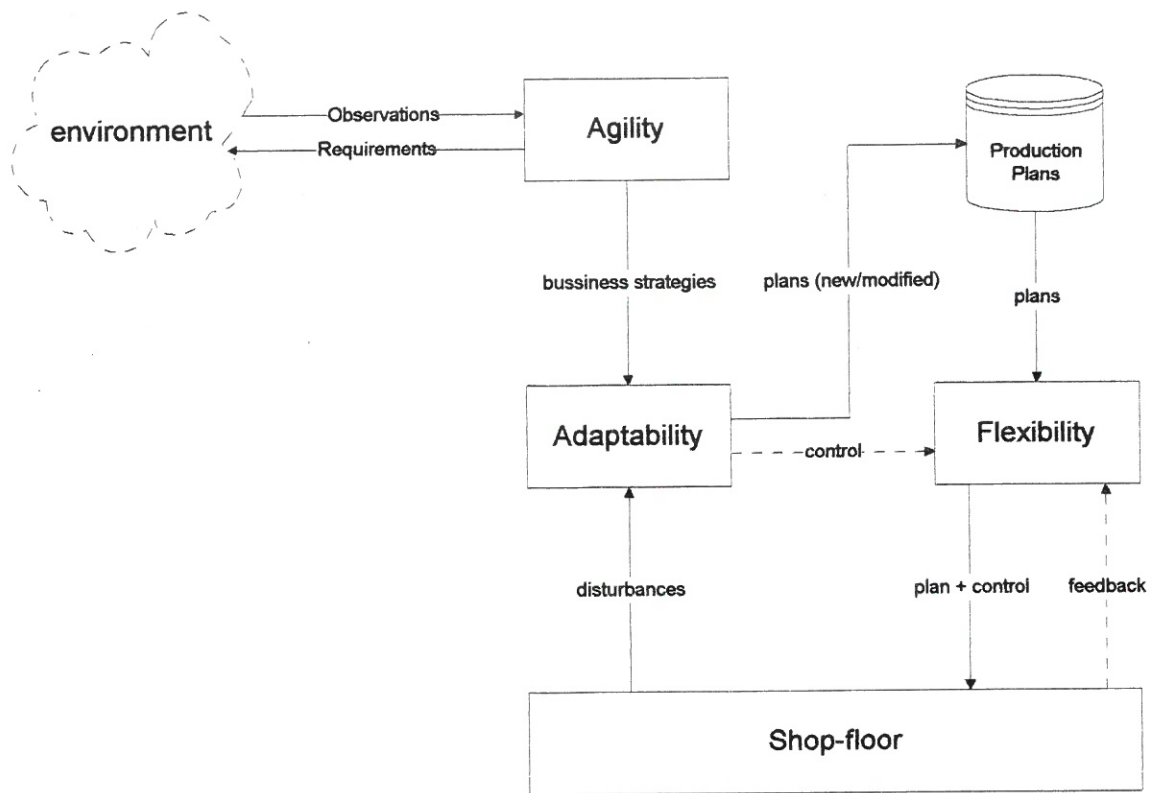 environment
Observations
Requirements
Agility
Production
Plans
bussiness strategies
plans (new/modified)
plans
Adaptability
control
Flexibility
disturbances
plan + control
feedback
Shop-floor